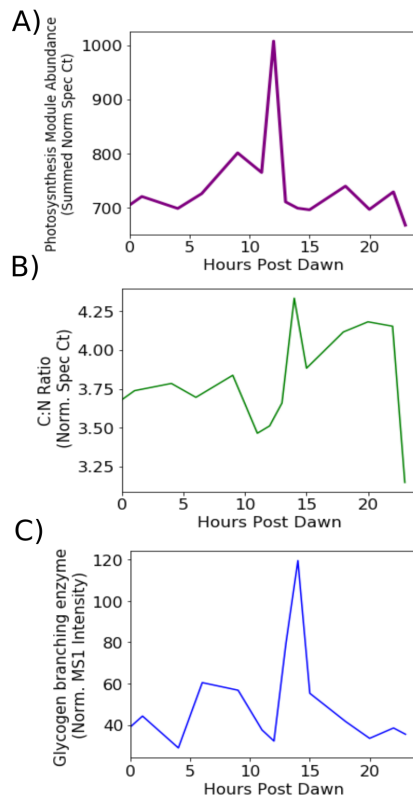 A)
Photosynthesis Module Abundance
(Summed Norm Spec Ct)
1000
900
800
700
0 5 10 15 20
Hours Post Dawn
B)
C:N Ratio
(Norm. Spec Ct)
4.25
4.00
3.75
3.50
3.25
0 5 10 15 20
Hours Post Dawn
C)
Glycogen branching enzyme
(Norm. MS1 Intensity)
120
100
80
60
40
0 5 10 15 20
Hours Post Dawn